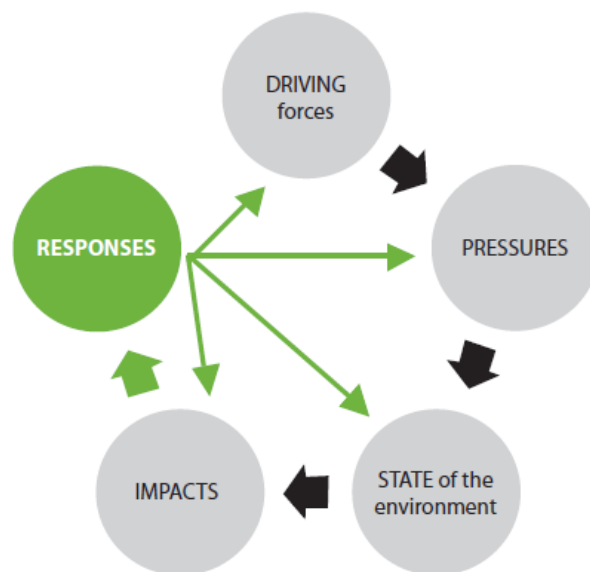 DRIVING
forces
RESPONSES
PRESSURES
IMPACTS
STATE of the
environment